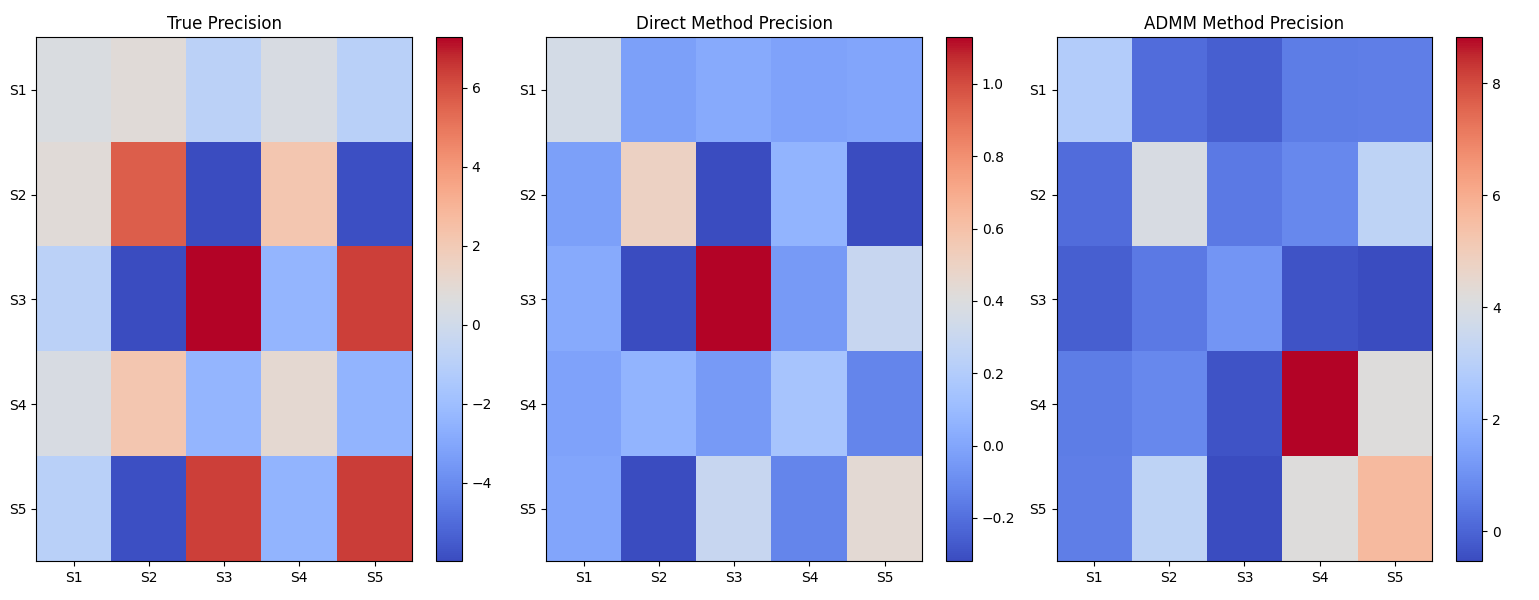 True Precision
S1
S2
S3
S4
S5
S1 S2 S3 S4 S5
6
4
2
0
−2
−4
Direct Method Precision
S1
S2
S3
S4
S5
S1 S2 S3 S4 S5
1.0
0.8
0.6
0.4
0.2
0.0
−0.2
ADMM Method Precision
S1
S2
S3
S4
S5
S1 S2 S3 S4 S5
8
6
4
2
0